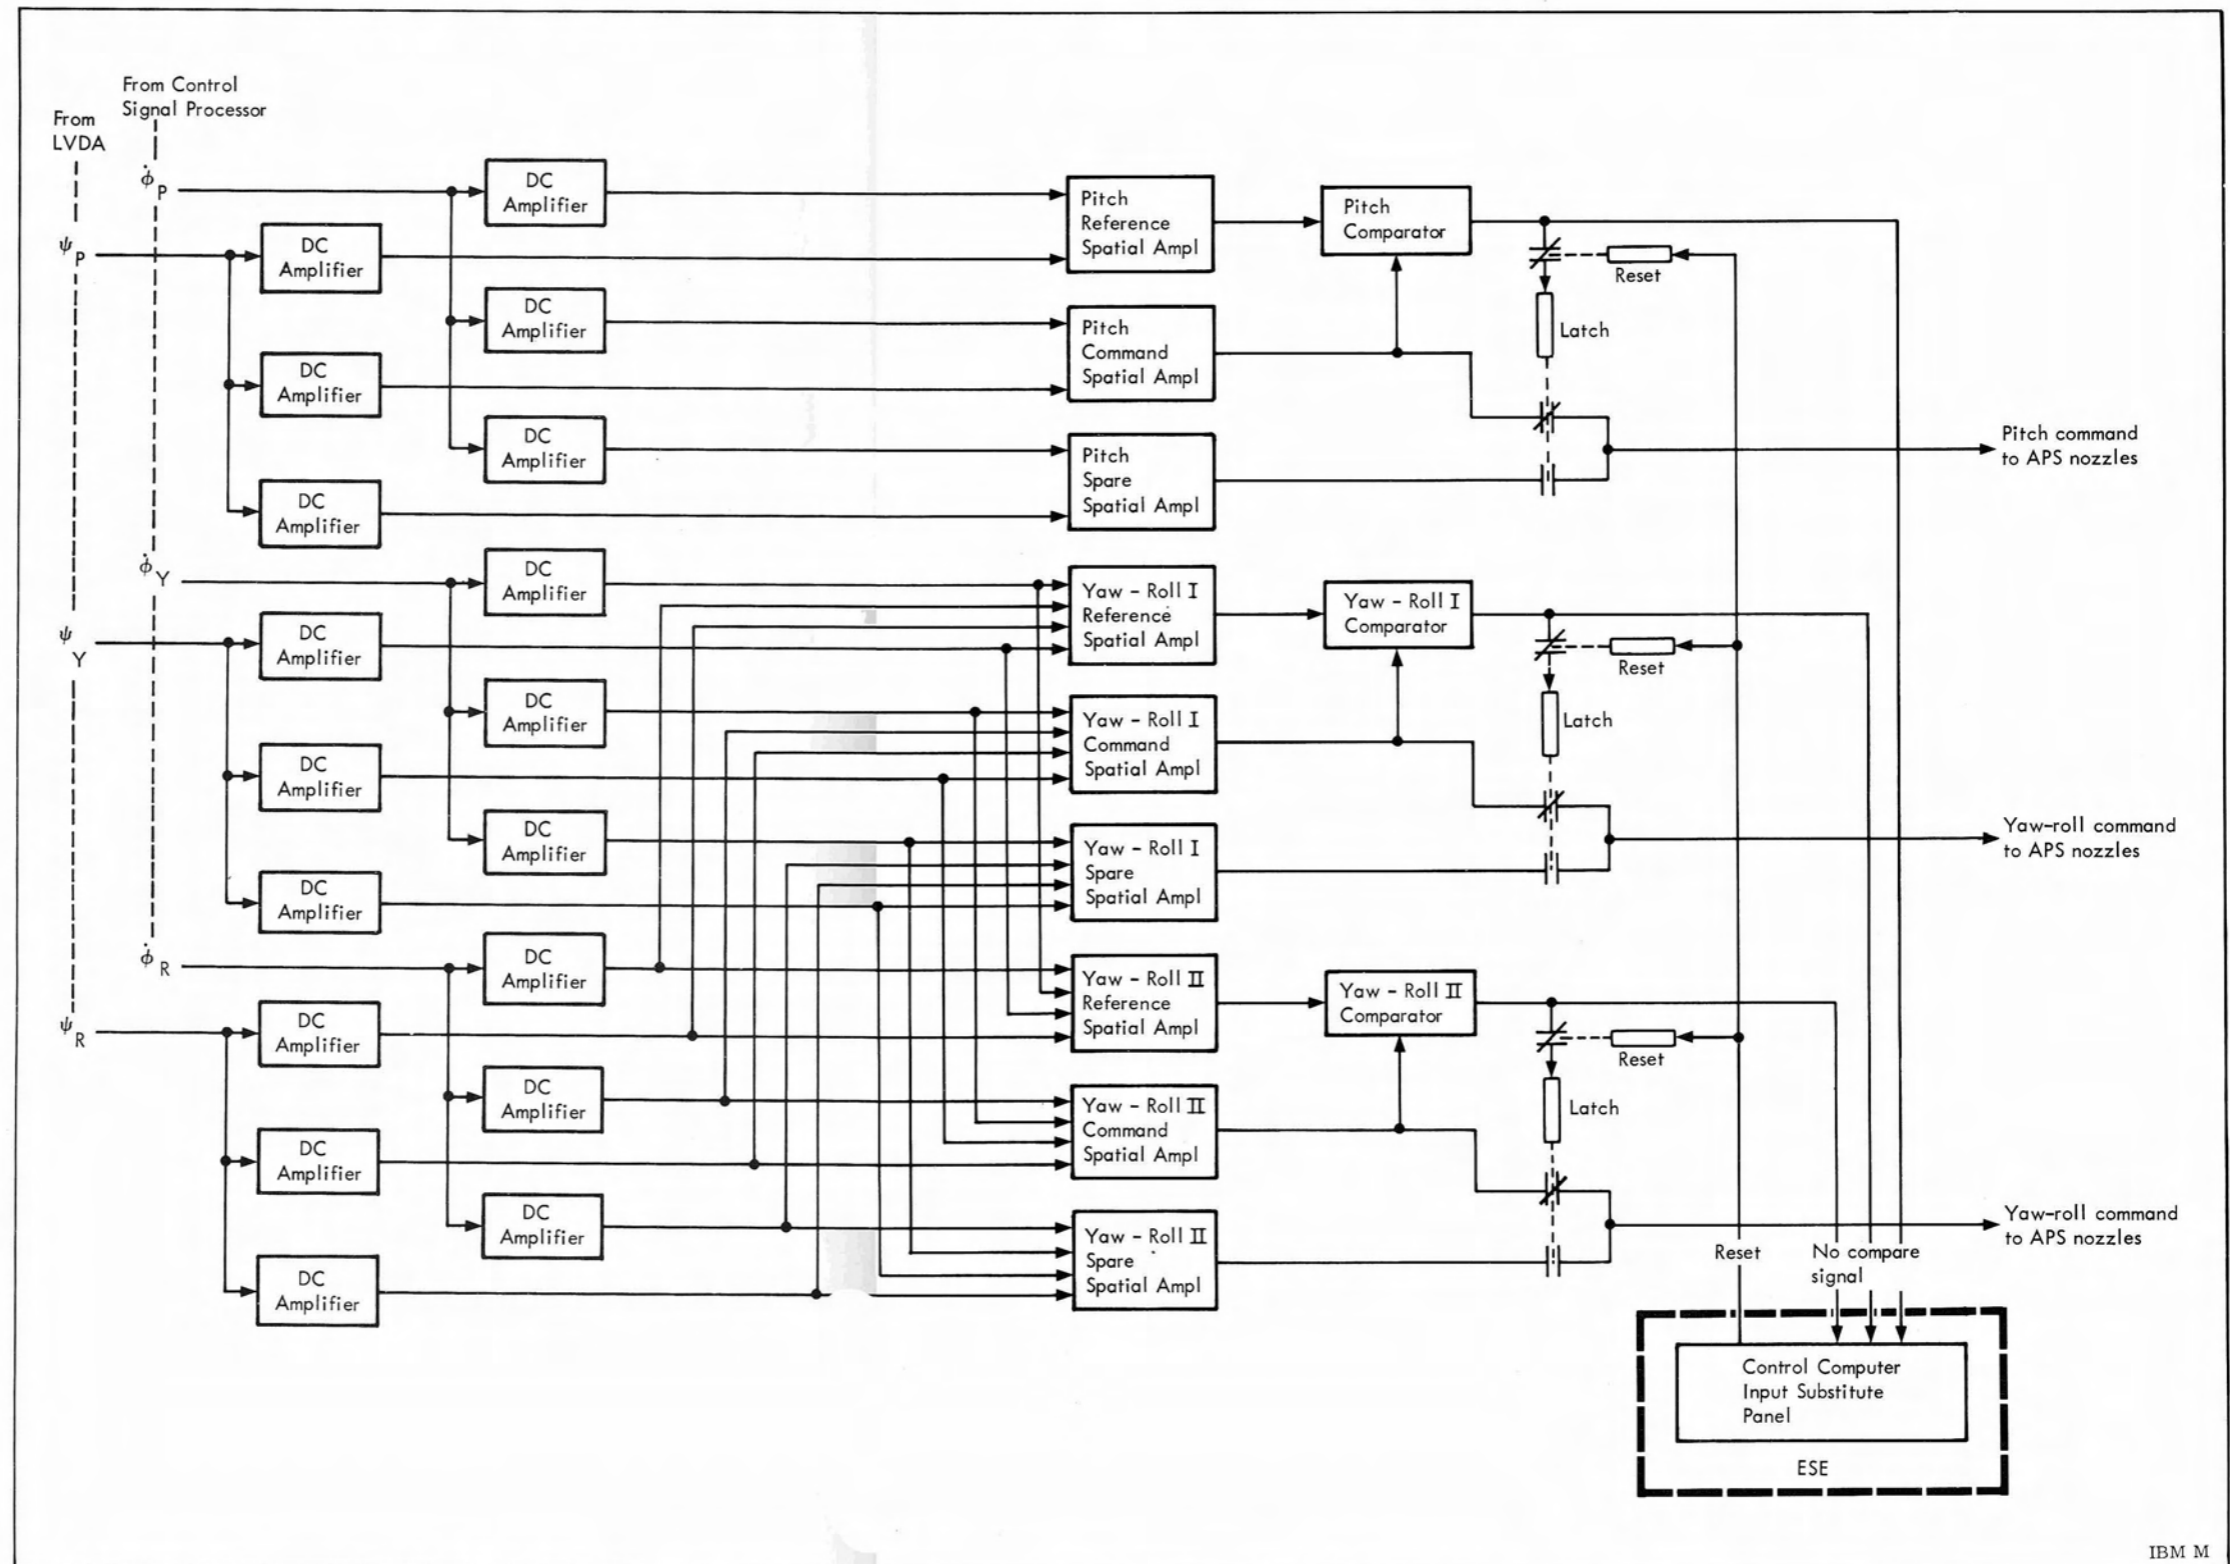 From Control
Signal Processor
From
LVDA
ϕ̇P
DC
Amplifier
ψP
DC
Amplifier
DC
Amplifier
DC
Amplifier
DC
Amplifier
DC
Amplifier
Pitch
Reference
Spatial Ampl
Pitch
Comparator
Reset
Latch
Pitch
Command
Spatial Ampl
Pitch
Spare
Spatial Ampl
Pitch command
to APS nozzles
ϕ̇Y
DC
Amplifier
ψY
DC
Amplifier
DC
Amplifier
DC
Amplifier
DC
Amplifier
DC
Amplifier
Yaw - Roll I
Reference
Spatial Ampl
Yaw - Roll I
Comparator
Reset
Latch
Yaw - Roll I
Command
Spatial Ampl
Yaw - Roll I
Spare
Spatial Ampl
Yaw-roll command
to APS nozzles
ϕ̇R
DC
Amplifier
ψR
DC
Amplifier
DC
Amplifier
DC
Amplifier
DC
Amplifier
DC
Amplifier
Yaw - Roll II
Reference
Spatial Ampl
Yaw - Roll II
Comparator
Reset
Latch
Yaw - Roll II
Command
Spatial Ampl
Yaw - Roll II
Spare
Spatial Ampl
Yaw-roll command
to APS nozzles
Reset
No compare
signal
Control Computer
Input Substitute
Panel
ESE
IBM M